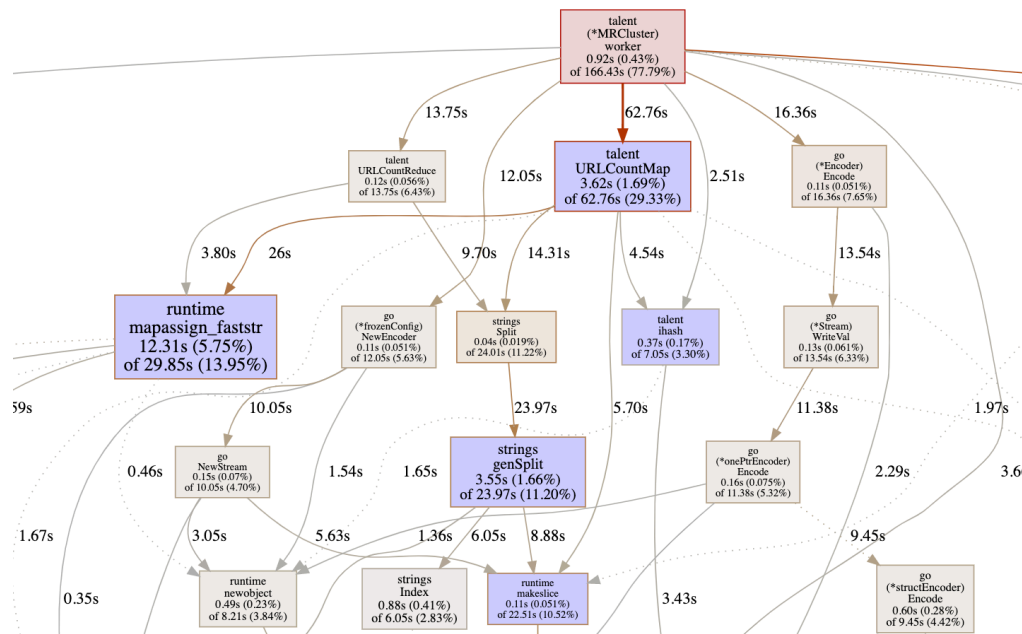 talent
(*MRCluster)
worker
0.92s (0.43%)
of 166.43s (77.79%)
13.75s
62.76s
16.36s
talent
URLCountReduce
0.12s (0.056%)
of 13.75s (6.43%)
12.05s
talent
URLCountMap
3.62s (1.69%)
of 62.76s (29.33%)
2.51s
go
(*Encoder)
Encode
0.11s (0.051%)
of 16.36s (7.65%)
3.80s
26s
9.70s
14.31s
4.54s
13.54s
runtime
mapassign_faststr
12.31s (5.75%)
of 29.85s (13.95%)
go
(*frozenConfig)
NewEncoder
0.11s (0.051%)
of 12.05s (5.63%)
strings
Split
0.04s (0.019%)
of 24.01s (11.22%)
talent
ihash
0.37s (0.17%)
of 7.05s (3.30%)
go
(*Stream)
WriteVal
0.13s (0.061%)
of 13.54s (6.33%)
59s
10.05s
23.97s
5.70s
11.38s
1.97s
go
NewStream
0.15s (0.07%)
of 10.05s (4.70%)
0.46s
1.54s
1.65s
strings
genSplit
3.55s (1.66%)
of 23.97s (11.20%)
go
(*onePtrEncoder)
Encode
0.16s (0.075%)
of 11.38s (5.32%)
2.29s
3.6
1.67s
3.05s
5.63s
1.36s
6.05s
8.88s
9.45s
0.35s
runtime
newobject
0.49s (0.23%)
of 8.21s (3.84%)
strings
Index
0.88s (0.41%)
of 6.05s (2.83%)
runtime
makeslice
0.11s (0.051%)
of 22.51s (10.52%)
3.43s
go
(*structEncoder)
Encode
0.60s (0.28%)
of 9.45s (4.42%)